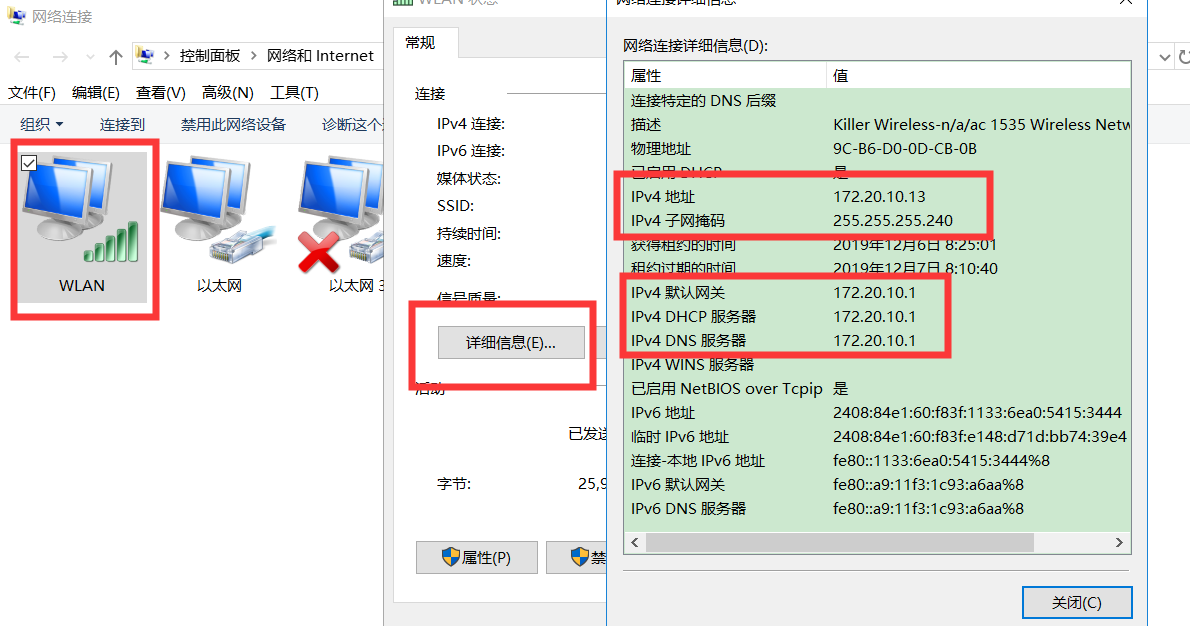 网络连接
控制面板 > 网络和 Internet
文件(F) 编辑(E) 查看(V) 高级(N) 工具(T)
组织 连接到 禁用此网络设备 诊断这个
WLAN
以太网
以太网 3
WLAN 状态
常规
连接
IPv4 连接:
IPv6 连接:
媒体状态:
SSID:
持续时间:
速度:
信号质量:
详细信息(E)...
活动
已发送
字节: 25,9
属性(P)
禁
网络连接详细信息
网络连接详细信息(D):
属性 值
连接特定的 DNS 后缀
描述 Killer Wireless-n/a/ac 1535 Wireless Netw
物理地址 9C-B6-D0-0D-CB-0B
已启用 DHCP 是
IPv4 地址 172.20.10.13
IPv4 子网掩码 255.255.255.240
获得租约的时间 2019年12月6日 8:25:01
租约过期的时间 2019年12月7日 8:10:40
IPv4 默认网关 172.20.10.1
IPv4 DHCP 服务器 172.20.10.1
IPv4 DNS 服务器 172.20.10.1
IPv4 WINS 服务器
已启用 NetBIOS over Tcpip 是
IPv6 地址 2408:84e1:60:f83f:1133:6ea0:5415:3444
临时 IPv6 地址 2408:84e1:60:f83f:e148:d71d:bb74:39e4
连接-本地 IPv6 地址 fe80::1133:6ea0:5415:3444%8
IPv6 默认网关 fe80::a9:11f3:1c93:a6aa%8
IPv6 DNS 服务器 fe80::a9:11f3:1c93:a6aa%8
关闭(C)